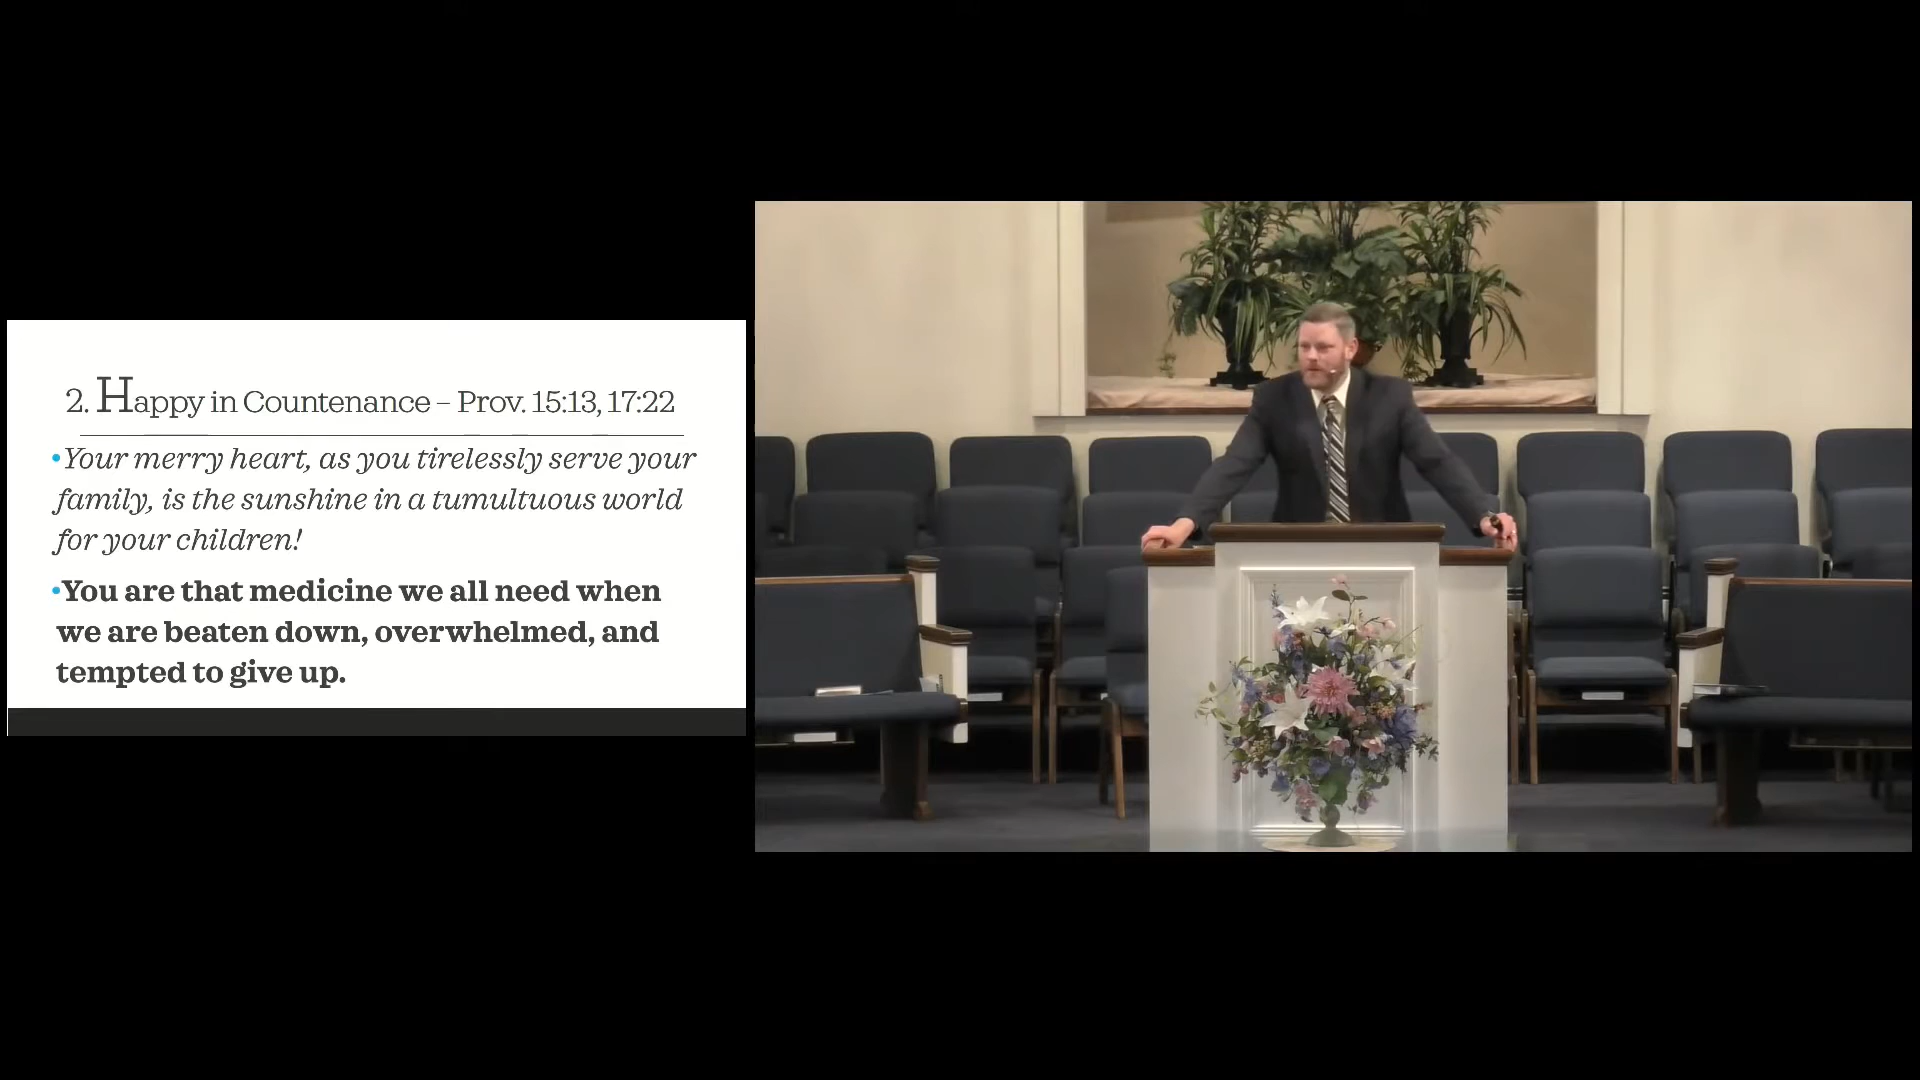 2. Happy in Countenance – Prov. 15:13, 17:22
•Your merry heart, as you tirelessly serve your
family, is the sunshine in a tumultuous world
for your children!
•You are that medicine we all need when
we are beaten down, overwhelmed, and
tempted to give up.